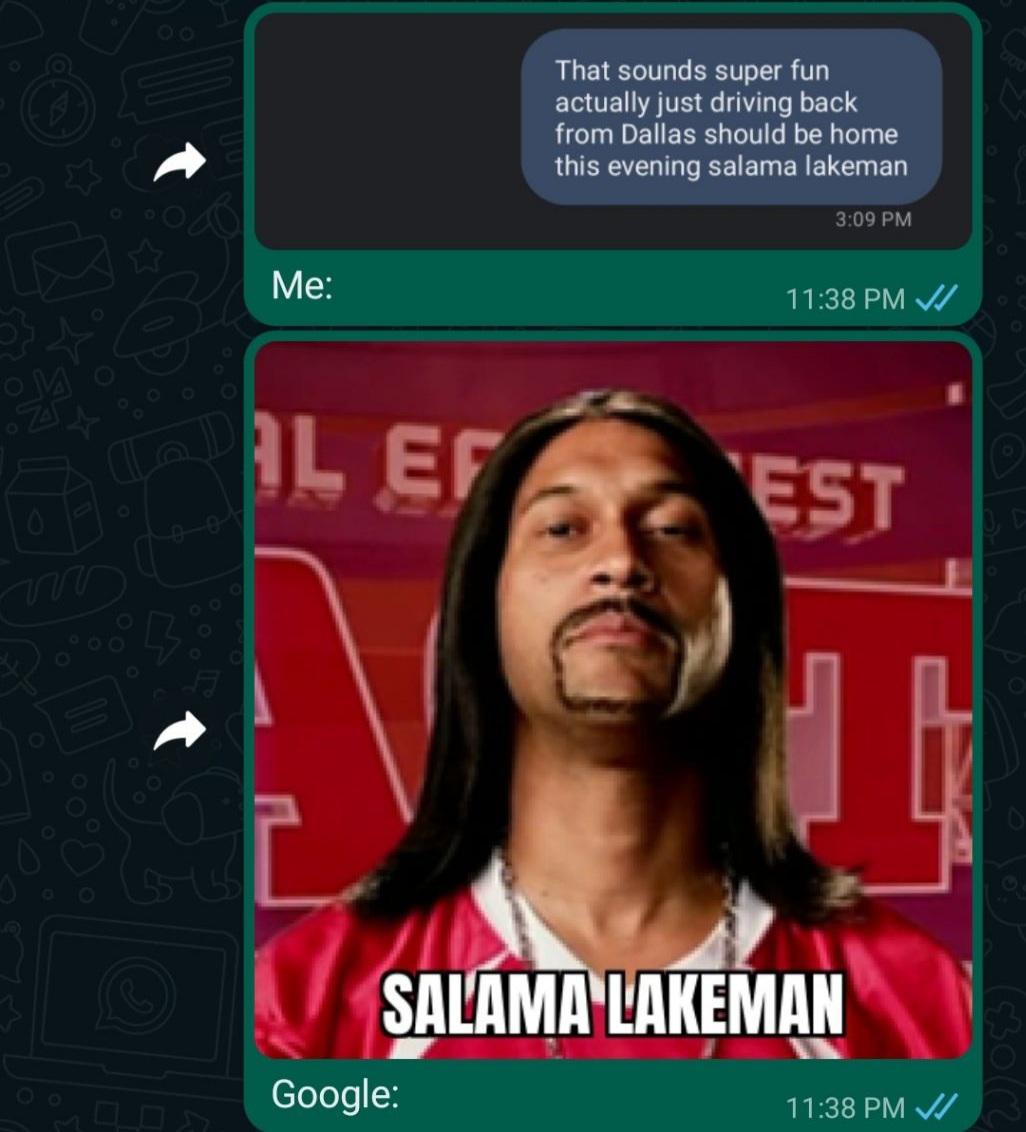 That sounds super fun
actually just driving back
from Dallas should be home
this evening salama lakeman
3:09 PM
Me:
11:38 PM
AL EA EST
SALAMA LAKEMAN
Google:
11:38 PM